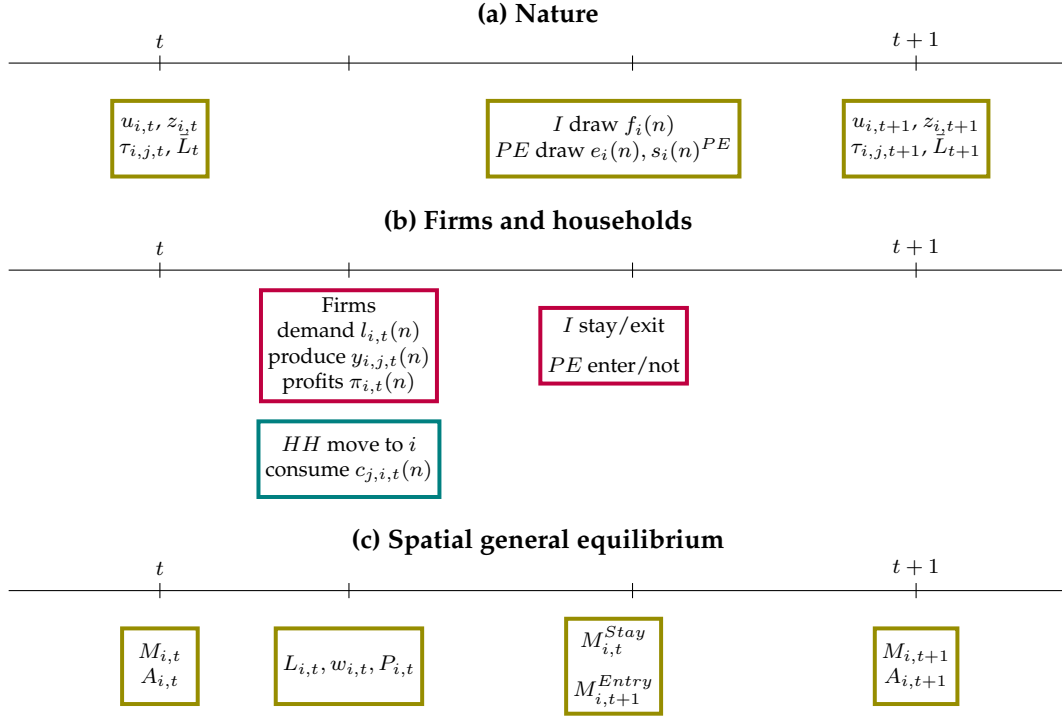 (a) Nature
t
t + 1
u_{i,t}, z_{i,t}
τ_{i,j,t}, L̄_t
I draw f_i(n)
PE draw e_i(n), s_i(n)^{PE}
u_{i,t+1}, z_{i,t+1}
τ_{i,j,t+1}, L̄_{t+1}
(b) Firms and households
t
t + 1
Firms
demand l_{i,t}(n)
produce y_{i,j,t}(n)
profits π_{i,t}(n)
I stay/exit
PE enter/not
HH move to i
consume c_{j,i,t}(n)
(c) Spatial general equilibrium
t
t + 1
M_{i,t}
A_{i,t}
L_{i,t}, w_{i,t}, P_{i,t}
M_{i,t}^{Stay}
M_{i,t+1}^{Entry}
M_{i,t+1}
A_{i,t+1}